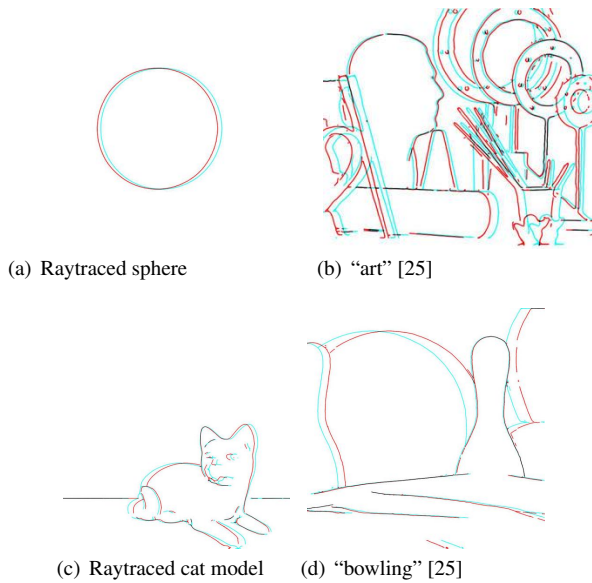 (a) Raytraced sphere
(b) “art” [25]
(c) Raytraced cat model
(d) “bowling” [25]